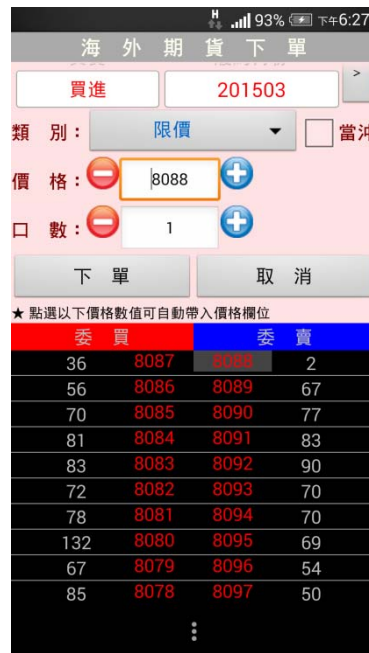 H 93% 下午6:27
海外期貨下單
買進 201503 >
類 別： 限價 當沖
價 格： 8088
口 數： 1
下 單 取 消
★ 點選以下價格數值可自動帶入價格欄位
委 買 委 賣
36 8087 8088 2
56 8086 8089 67
70 8085 8090 77
81 8084 8091 83
83 8083 8092 90
72 8082 8093 70
78 8081 8094 70
132 8080 8095 69
67 8079 8096 54
85 8078 8097 50